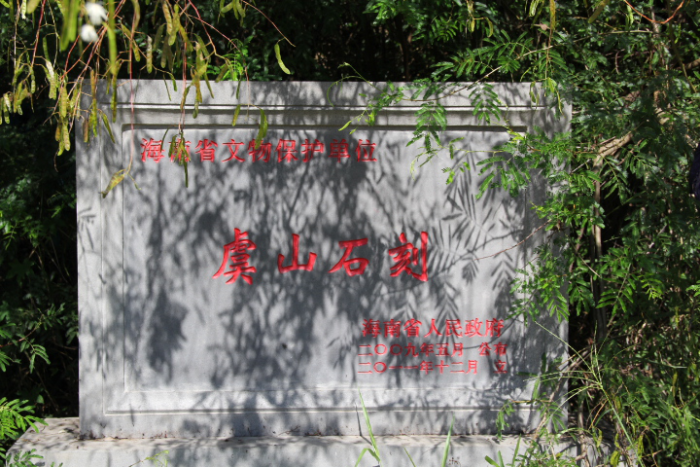 海南省文物保护单位
虞山石刻
海南省人民政府
二〇〇九年五月 公布
二〇一一年十二月 立